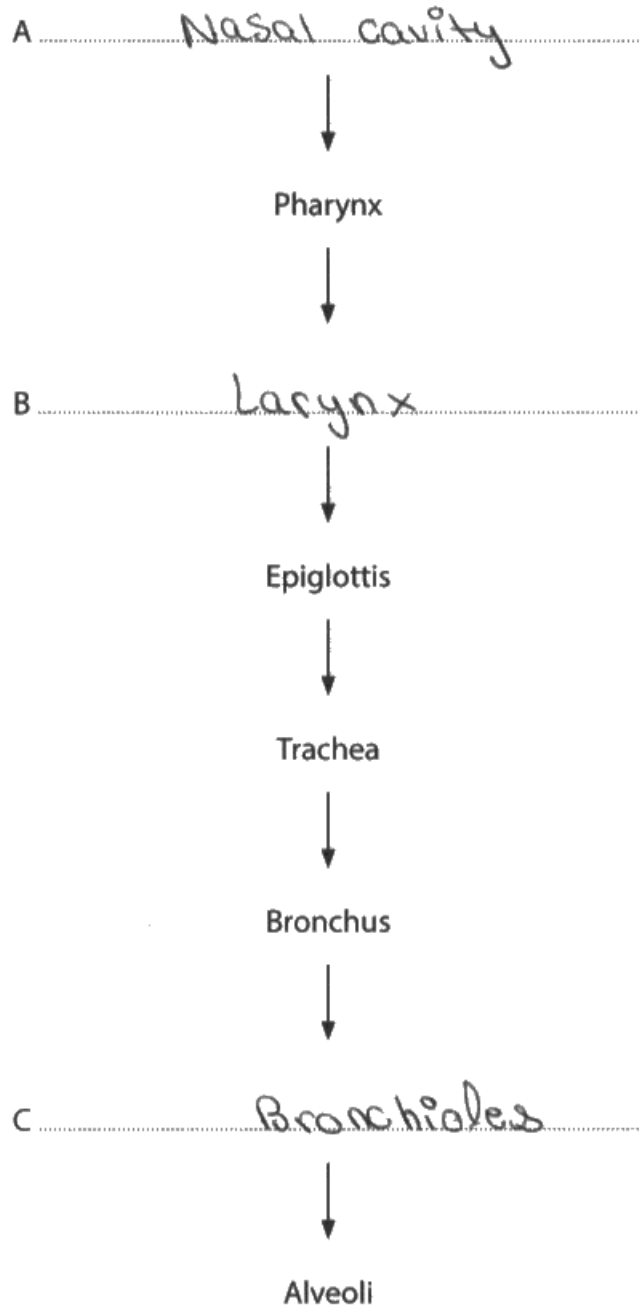 A Nasal cavity
Pharynx
B Larynx
Epiglottis
Trachea
Bronchus
C Bronchioles
Alveoli